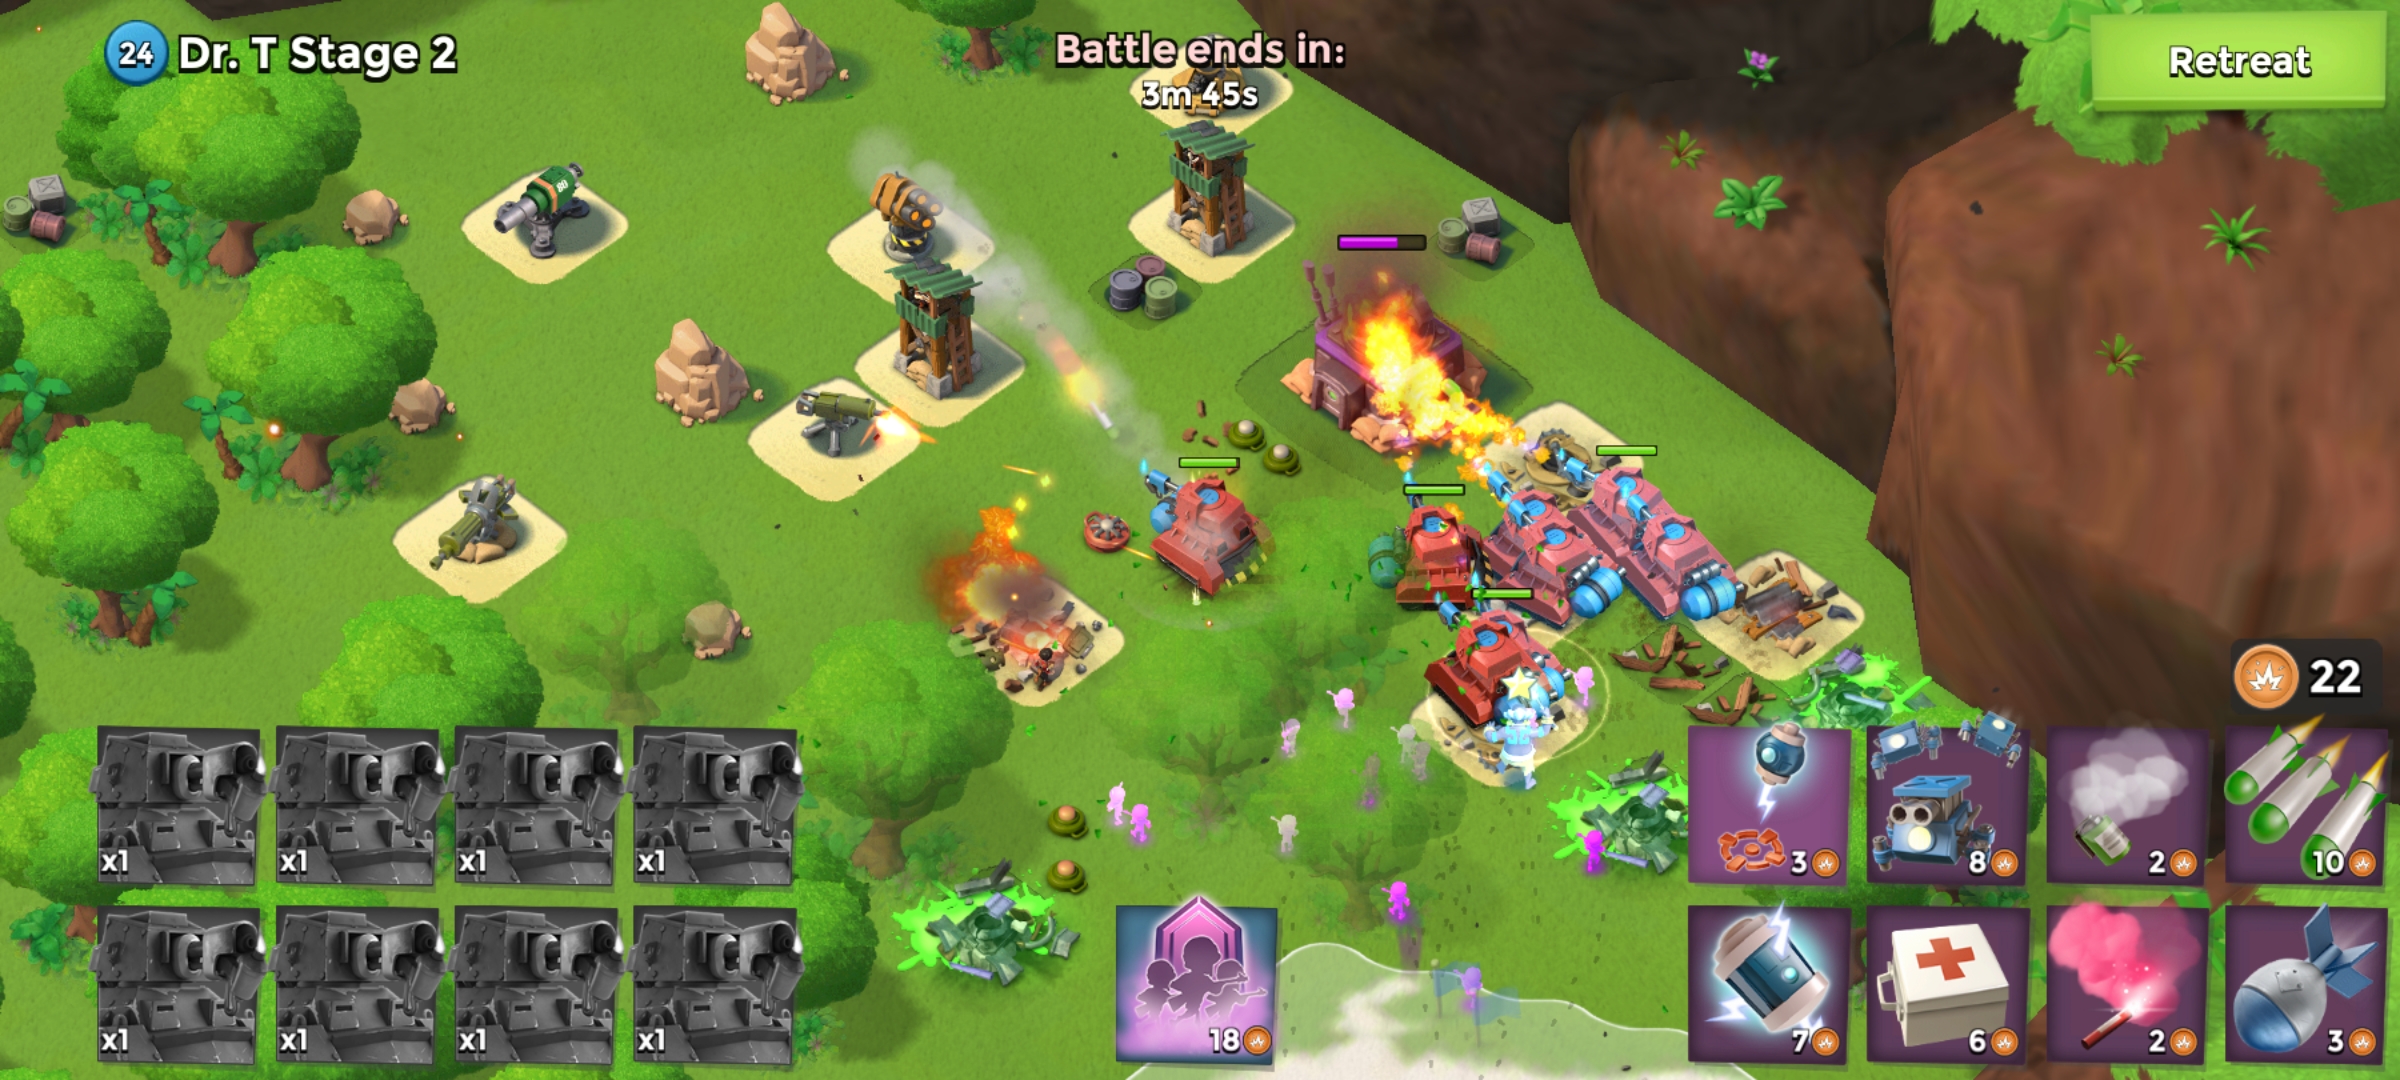 24 Dr. T Stage 2
Battle ends in:
3m 45s
Retreat
80
22
x1 x1 x1 x1
3 8 2 10
x1 x1 x1 x1
18
7 6 2 3